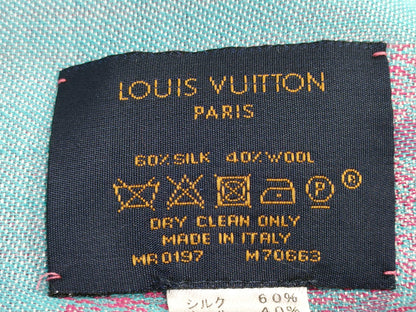 LOUIS VUITTON
PARIS
60% SILK 40% WOOL
P ®
DRY CLEAN ONLY
MADE IN ITALY
MR0197 M70663
シルク 60%
40%